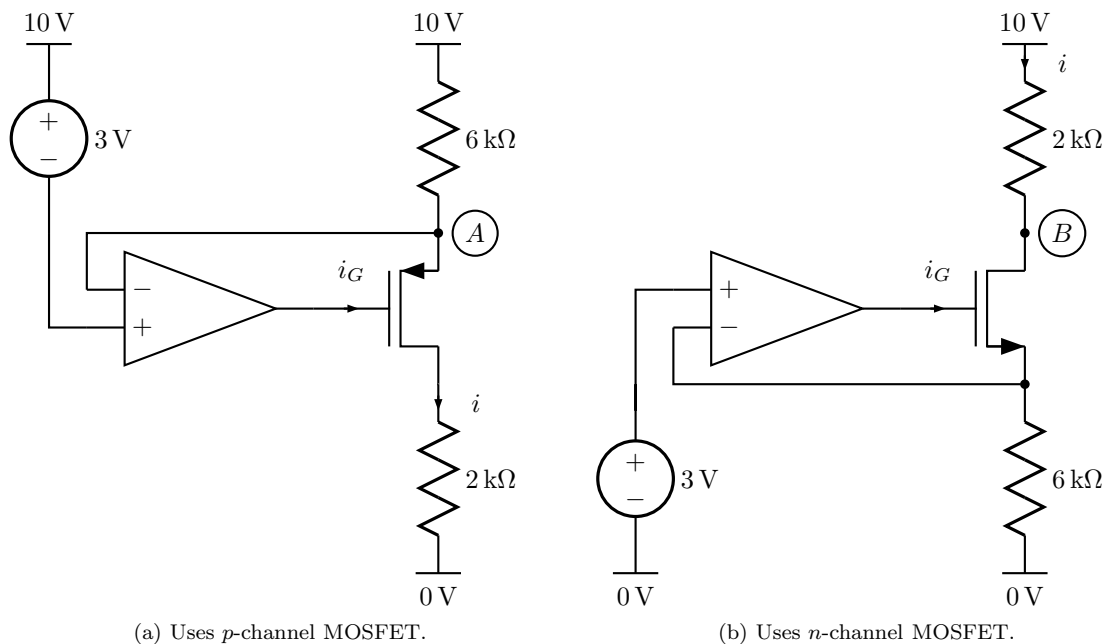 10 V
10 V
+
−
3 V
6 kΩ
A
i_G
−
+
i
2 kΩ
0 V
(a) Uses p-channel MOSFET.
10 V
i
2 kΩ
B
i_G
+
−
+
−
3 V
6 kΩ
0 V
0 V
(b) Uses n-channel MOSFET.